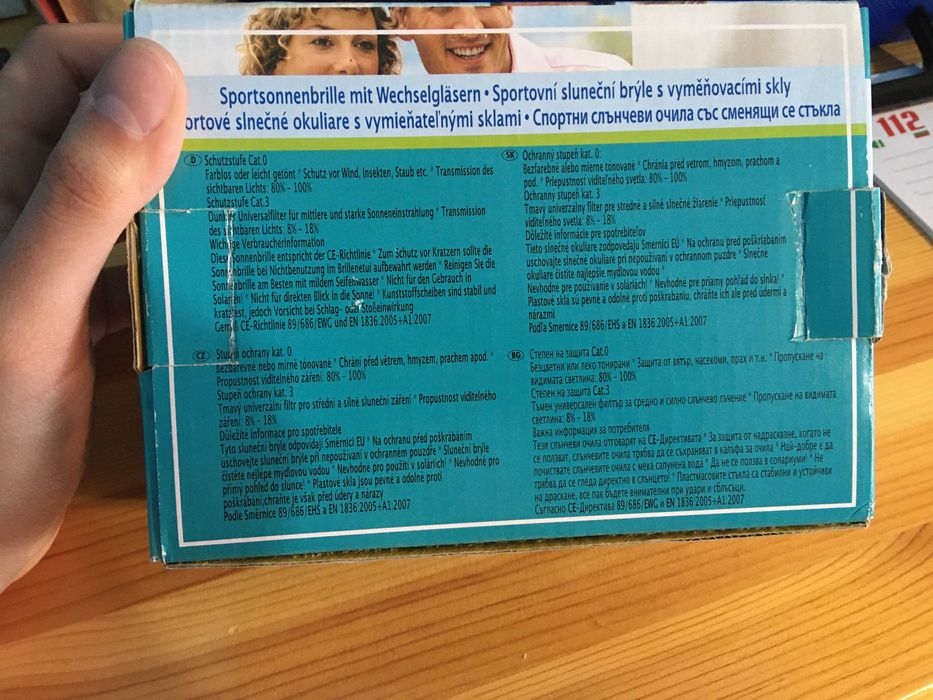 Sportsonnenbrille mit Wechselgläsern • Sportovní sluneční brýle s vyměňovacími skly
ortové slnečné okuliare s vymieňateľnými sklami • Спортни слънчеви очила със сменящи се стъкла
D Schutzstufe Cat.0
Farblos oder leicht getönt * Schutz vor Wind, Insekten, Staub etc. * Transmission des
sichtbaren Lichts: 80% - 100%
Schutzstufe Cat.3
Dunkler Universalfilter für mittlere und starke Sonneneinstrahlung * Transmission
des sichtbaren Lichts: 8% - 18%
Wichtige Verbraucherinformation
Diese Sonnenbrille entspricht der CE-Richtlinie * Zum Schutz vor Kratzern sollte die
Sonnenbrille bei Nichtbenutzung im Brillenetui aufbewahrt werden * Reinigen Sie die
Sonnenbrille am Besten mit mildem Seifenwasser * Nicht für den Gebrauch in
Solarien! * Nicht für direkten Blick in die Sonne! * Kunststoffscheiben sind stabil und
kratzfest, jedoch Vorsicht bei Schlag- oder Stoßeinwirkung
Gemäß CE-Richtlinie 89/686/EWG und EN 1836:2005+A1:2007
SK Ochranný stupeň kat. 0:
Bezfarebné alebo mierne tónované * Chránia pred vetrom, hmyzom, prachom a
pod. * Priepustnosť viditeľného svetla: 80% - 100%
Ochranný stupeň kat. 3
Tmavý univerzálny filter pre stredné a silné slnečné žiarenie * Priepustnosť
viditeľného svetla: 8% - 18%
Dôležité informácie pre spotrebiteľov
Tieto slnečné okuliare zodpovedajú Smernici EÚ * Na ochranu pred poškriabaním
uschovajte slnečné okuliare pri nepoužívaní v ochrannom puzdre * Slnečné
okuliare čistite najlepšie mydlovou vodou *
Nevhodné pre používanie v soláriach! * Nevhodné pre priamy pohľad do slnka! *
Plastové sklá sú pevné a odolné proti poškrabaniu, chráňte ich ale pred údermi a
nárazmi
Podľa Smernice 89/686/EHS a EN 1836:2005+A1:2007
CZ Stupeň ochrany kat. 0
Bezbarevné nebo mírně tónované * Chrání před větrem, hmyzem, prachem apod. *
Propustnost viditelného záření: 80% - 100%
Stupen ochrany kat. 3
Tmavý univerzální filtr pro střední a silné sluneční záření * Propustnost viditelného
záření: 8% - 18%
Důležité informace pro spotřebitele
Tyto sluneční brýle odpovídají Směrnici EU * Na ochranu před poškrábáním
uschovejte sluneční brýle při nepoužívání v ochranném pouzdře * Sluneční brýle
čistěte nejlépe mýdlovou vodou * Nevhodné pro použití v soláriích! * Nevhodné pro
přímý pohled do slunce! * Plastové skla jsou pevné a odolné proti
poškrábání,chraňte je však před údery a nárazy
Podle Směrnice 89/686/EHS a EN 1836:2005+A1:2007
BG Степен на защита Cat.0
Безцветни или леко тонирани * Защита от вятър, насекоми, прах и т.н. * Пропускане на
видимата светлина: 80% - 100%
Степен на защита Cat.3
Тъмен универсален филтър за средно и силно слънчево лъчение * Пропускане на видимата
светлина: 8% - 18%
Важна информация за потребителя
Тези слънчеви очила отговарят на CE-Директивата * За защита от надраскване, когато не
се ползват, слънчевите очила трябва да се съхраняват в калъфа за очила * Най-добре е да
почиствате слънчевите очила с мека сапунена вода * Да не се ползва в солариуми! * Не
трябва да се гледа директно в слънцето! * Пластмасовите стъкла са стабилни и устойчиви
на драскане, все пак бъдете внимателни при удари и сблъсъци.
Съгласно CE-Директива 89/686/EWG и EN 1836:2005+A1:2007
112